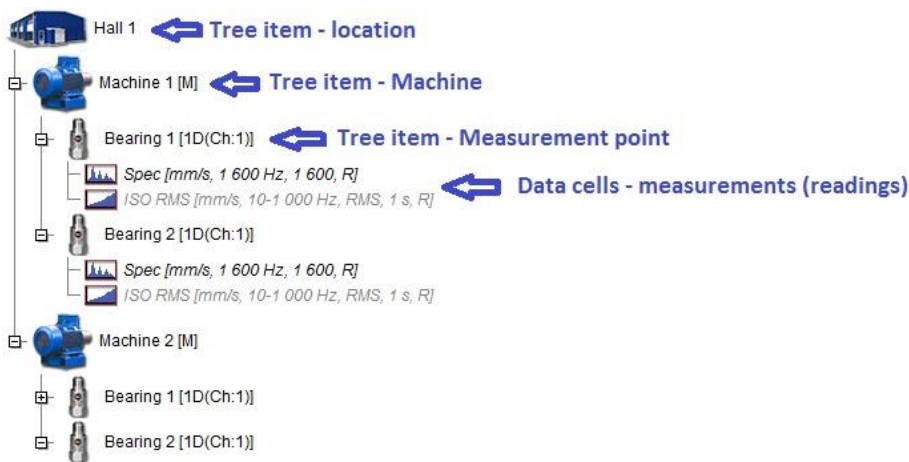 Hall 1 Tree item - location
Machine 1 [M] Tree item - Machine
Bearing 1 [1D(Ch:1)] Tree item - Measurement point
Spec [mm/s, 1 600 Hz, 1 600, R]
Data cells - measurements (readings)
ISO RMS [mm/s, 10-1 000 Hz, RMS, 1 s, R]
Bearing 2 [1D(Ch:1)]
Spec [mm/s, 1 600 Hz, 1 600, R]
ISO RMS [mm/s, 10-1 000 Hz, RMS, 1 s, R]
Machine 2 [M]
Bearing 1 [1D(Ch:1)]
Bearing 2 [1D(Ch:1)]